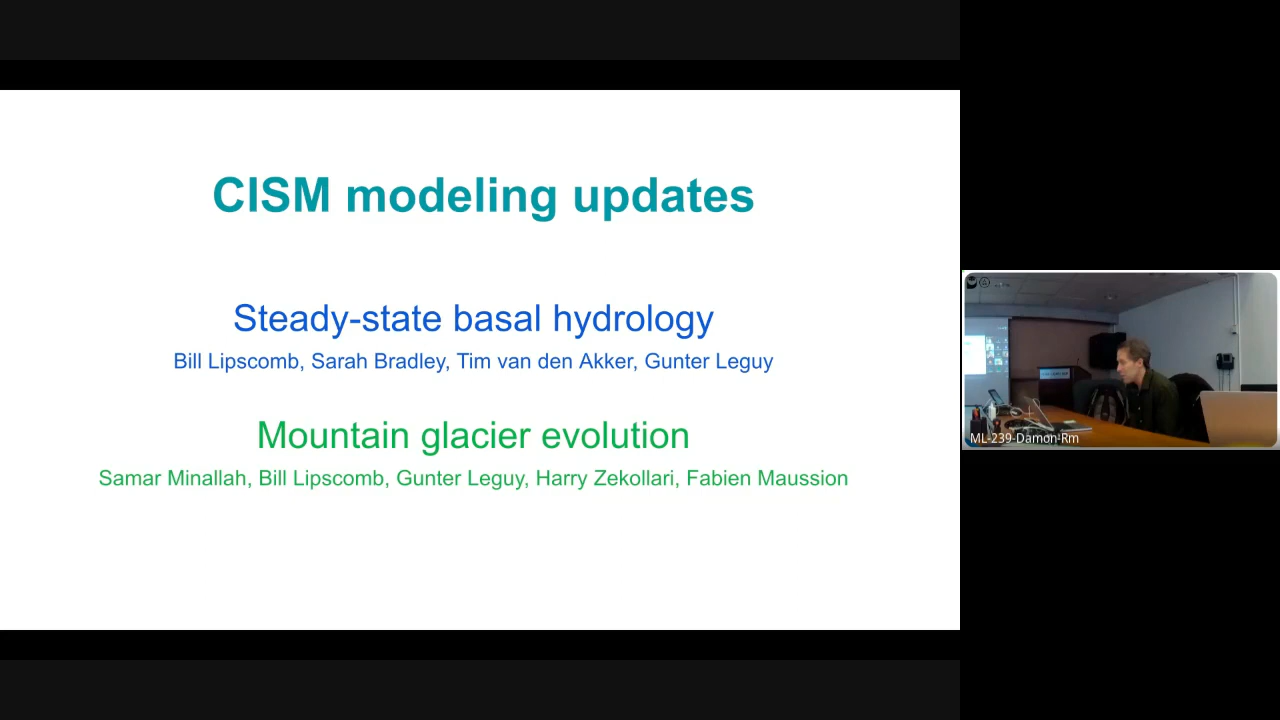 CISM modeling updates
Steady-state basal hydrology
Bill Lipscomb, Sarah Bradley, Tim van den Akker, Gunter Leguy
Mountain glacier evolution
Samar Minallah, Bill Lipscomb, Gunter Leguy, Harry Zekollari, Fabien Maussion
ML-239-Damon Rm